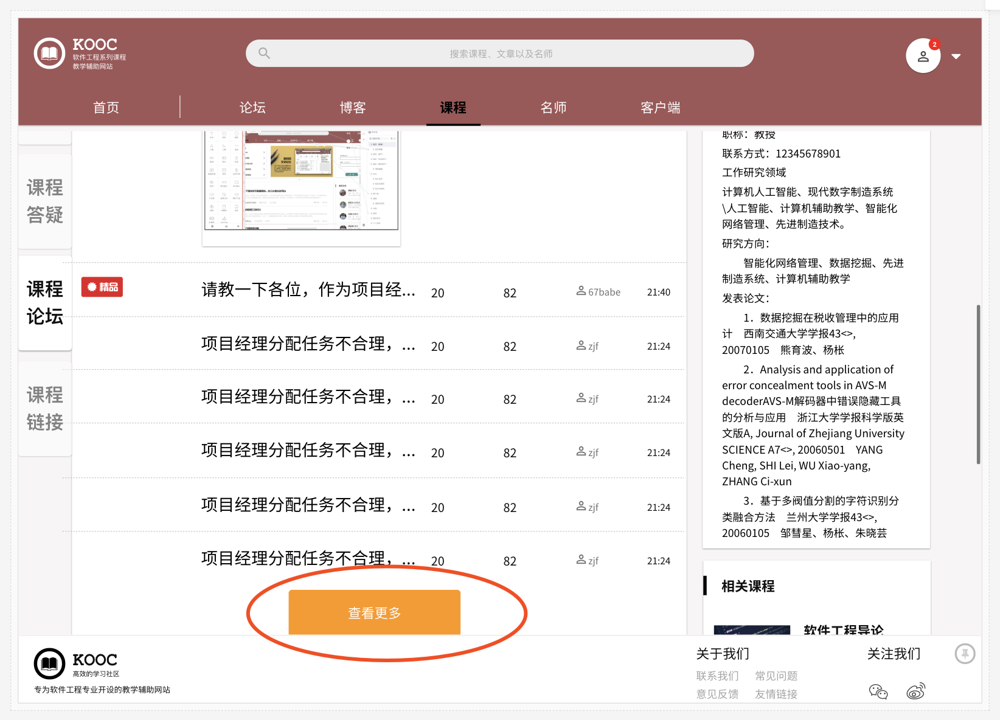 KOOC
软件工程系列课程
教学辅助网站
搜索课程、文章以及名师
2
首页
论坛
博客
课程
名师
客户端
课程
答疑
课程
论坛
课程
链接
精品
请教一下各位，作为项目经... 20 82 67babe 21:40
项目经理分配任务不合理，... 20 82 zjf 21:24
项目经理分配任务不合理，... 20 82 zjf 21:24
项目经理分配任务不合理，... 20 82 zjf 21:24
项目经理分配任务不合理，... 20 82 zjf 21:24
项目经理分配任务不合理，... 20 82 zjf 21:24
查看更多
职称：教授
联系方式：12345678901
工作研究领域
计算机人工智能、现代数字制造系统
\人工智能、计算机辅助教学、智能化
网络管理、先进制造技术。
研究方向：
智能化网络管理、数据挖掘、先进
制造系统、计算机辅助教学
发表论文：
1．数据挖掘在税收管理中的应用
计　西南交通大学学报43<>,
20070105　熊育波、杨枨
2．Analysis and application of
error concealment tools in AVS-M
decoderAVS-M解码器中错误隐藏工具
的分析与应用　浙江大学学报科学版英
文版A, Journal of Zhejiang University
SCIENCE A7<>, 20060501　YANG
Cheng, SHI Lei, WU Xiao-yang,
ZHANG Ci-xun
3．基于多阀值分割的字符识别分
类融合方法　兰州大学学报43<>,
20060105　邹彗星、杨枨、朱晓芸
相关课程
软件工程导论
KOOC
高效的学习社区
专为软件工程专业开设的教学辅助网站
关于我们
联系我们 常见问题
意见反馈 友情链接
关注我们